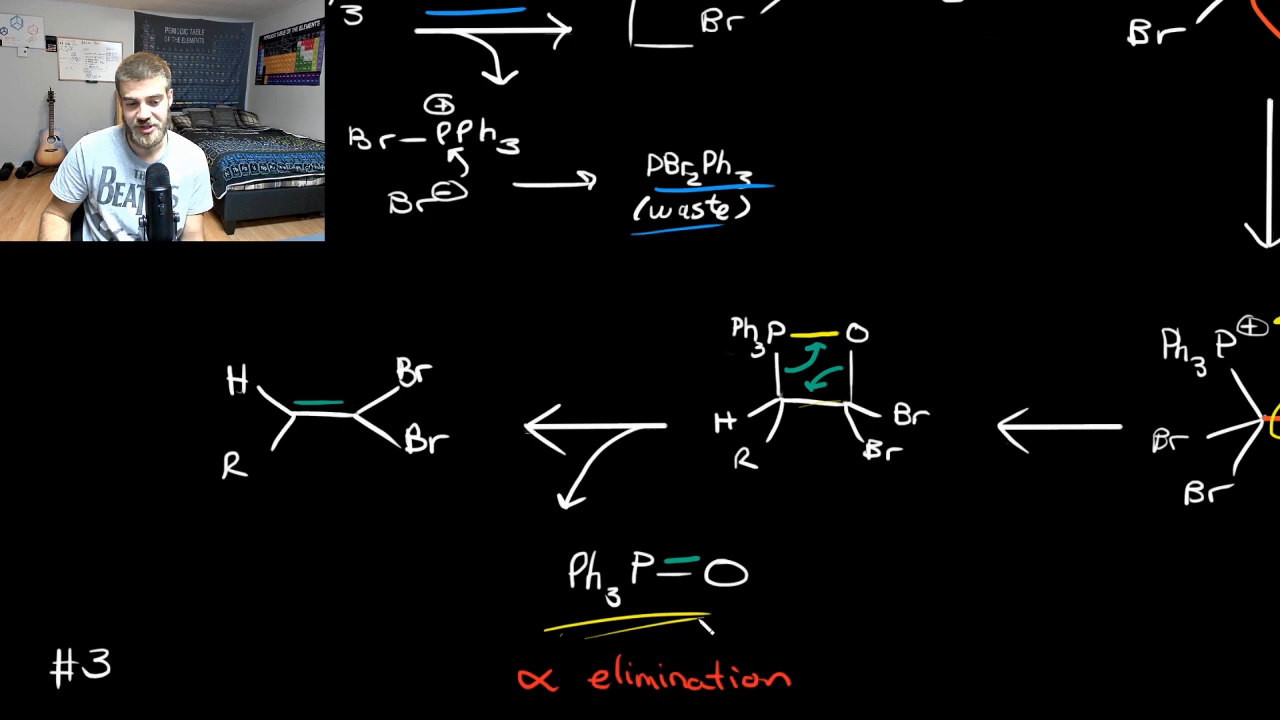 PERIODIC TABLE
OF THE ELEMENTS
THE
BEATLES
3
Br
Br
⊕
Br–PPh3
Br⊖
PBr2Ph3
(waste)
Ph3P–O
H
R
Br
Br
Ph3P⊕
Br
Br
H
R
Br
Br
Ph3P=O
#3
∝ elimination